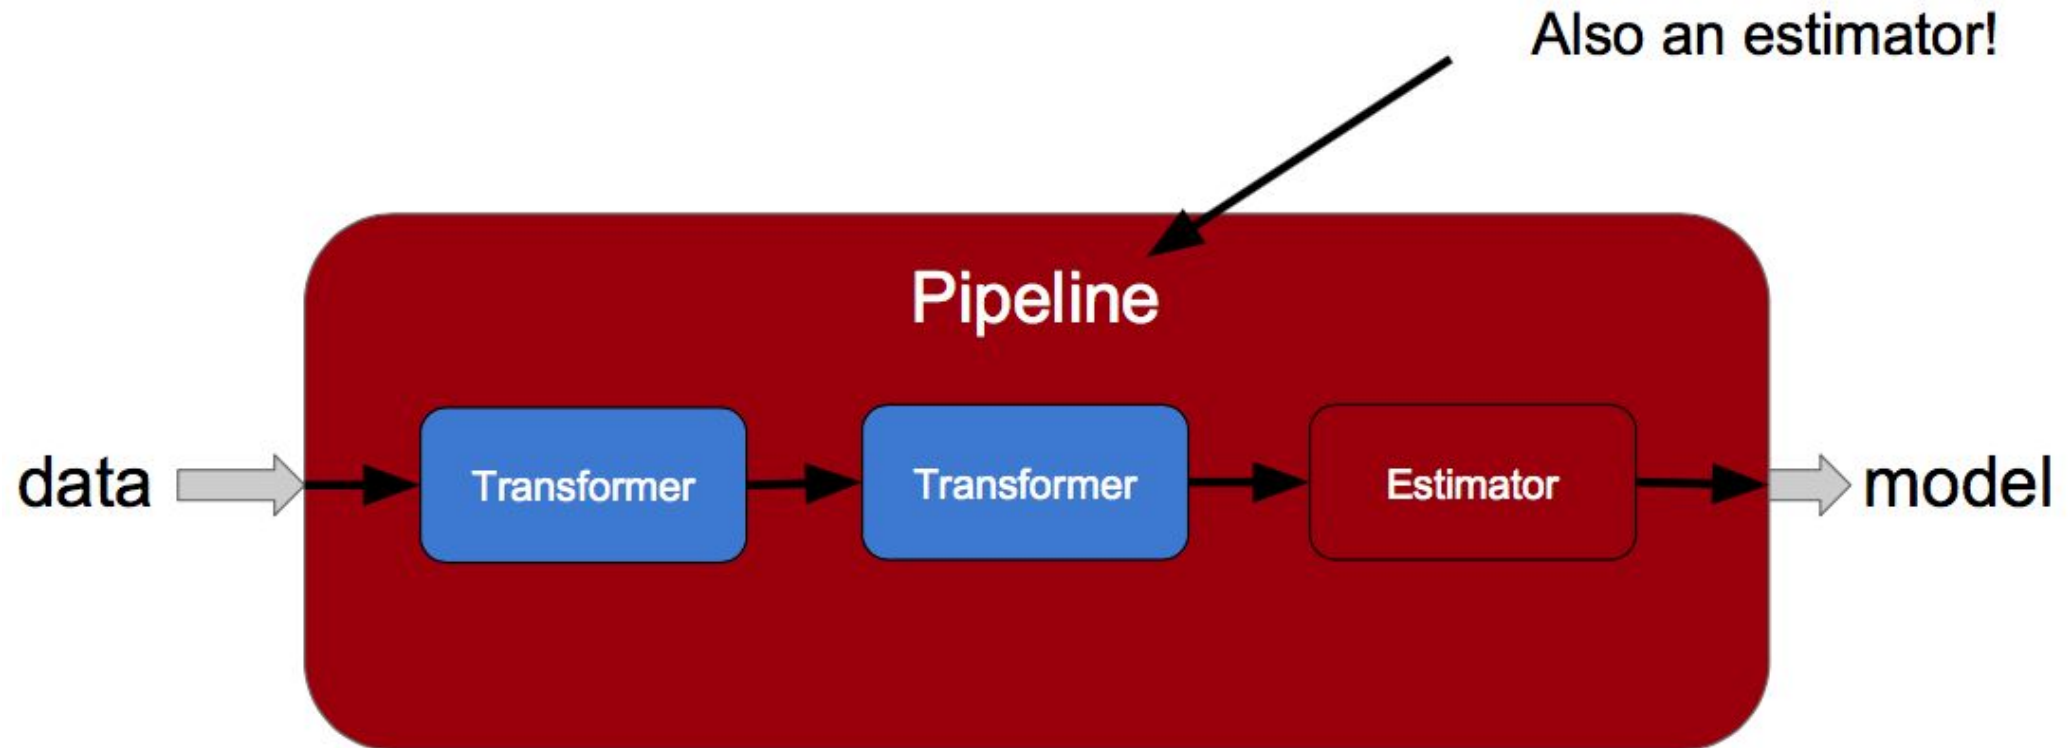 Also an estimator!
Pipeline
data
Transformer
Transformer
Estimator
model